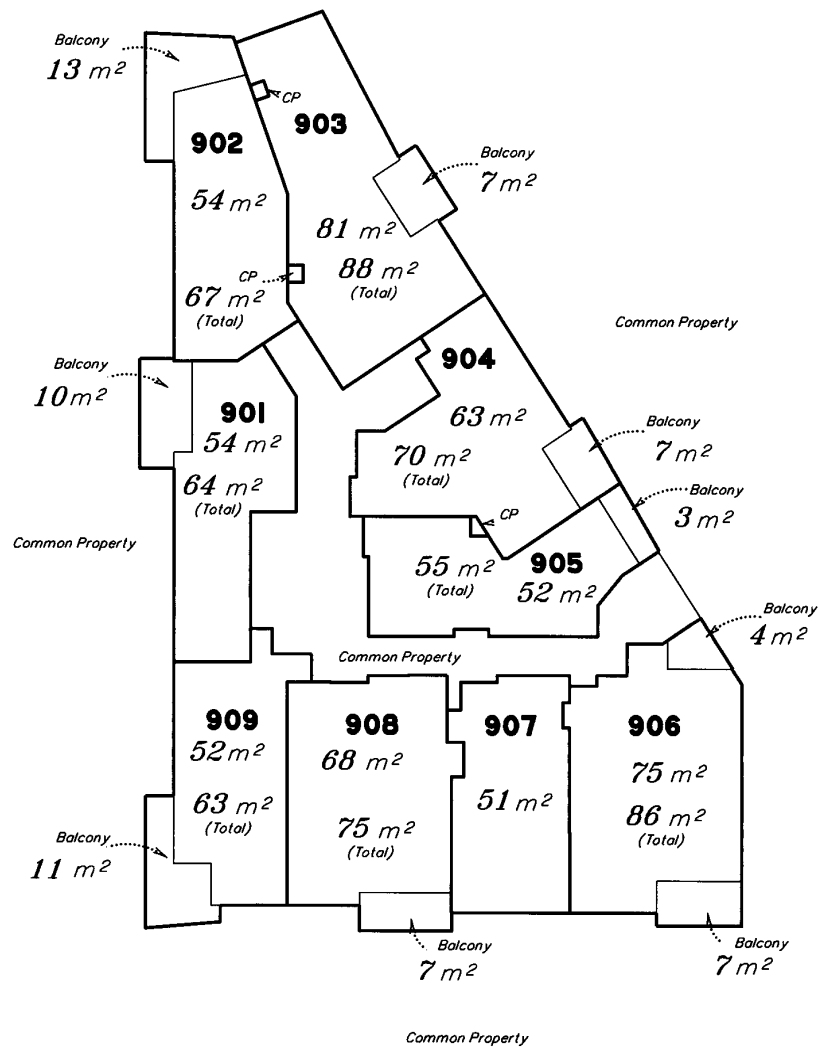 Balcony
13 m²
CP
903
902
Balcony
7 m²
54 m²
81 m²
CP
88 m²
(Total)
67 m²
(Total)
Common Property
904
Balcony
10 m²
901
54 m²
63 m²
Balcony
7 m²
70 m²
(Total)
64 m²
(Total)
Balcony
3 m²
CP
Common Property
55 m²
(Total)
905
52 m²
Balcony
4 m²
Common Property
909
52 m²
908
68 m²
907
906
75 m²
63 m²
(Total)
51 m²
86 m²
(Total)
75 m²
(Total)
Balcony
11 m²
Balcony
7 m²
Balcony
7 m²
Common Property